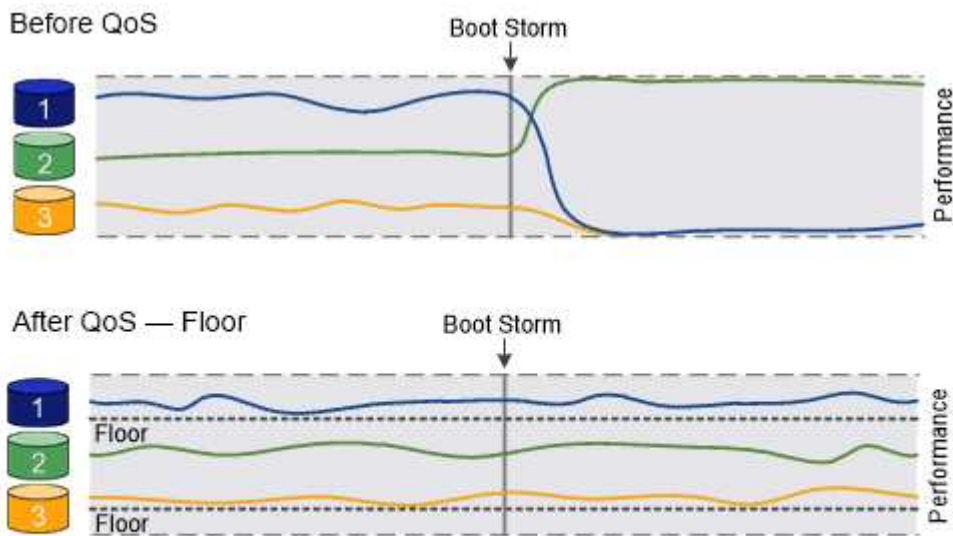 Before QoS
Boot Storm
1
2
3
Performance
After QoS — Floor
Boot Storm
1
Floor
2
3
Floor
Performance